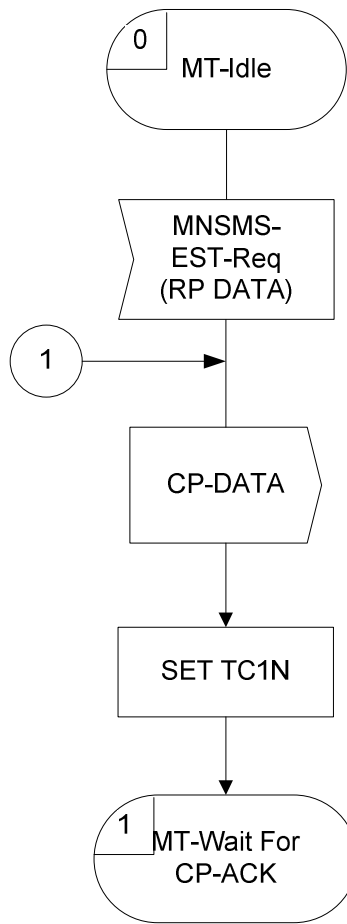 0
MT-Idle
MNSMS-
EST-Req
(RP DATA)
1
CP-DATA
SET TC1N
1
MT-Wait For
CP-ACK